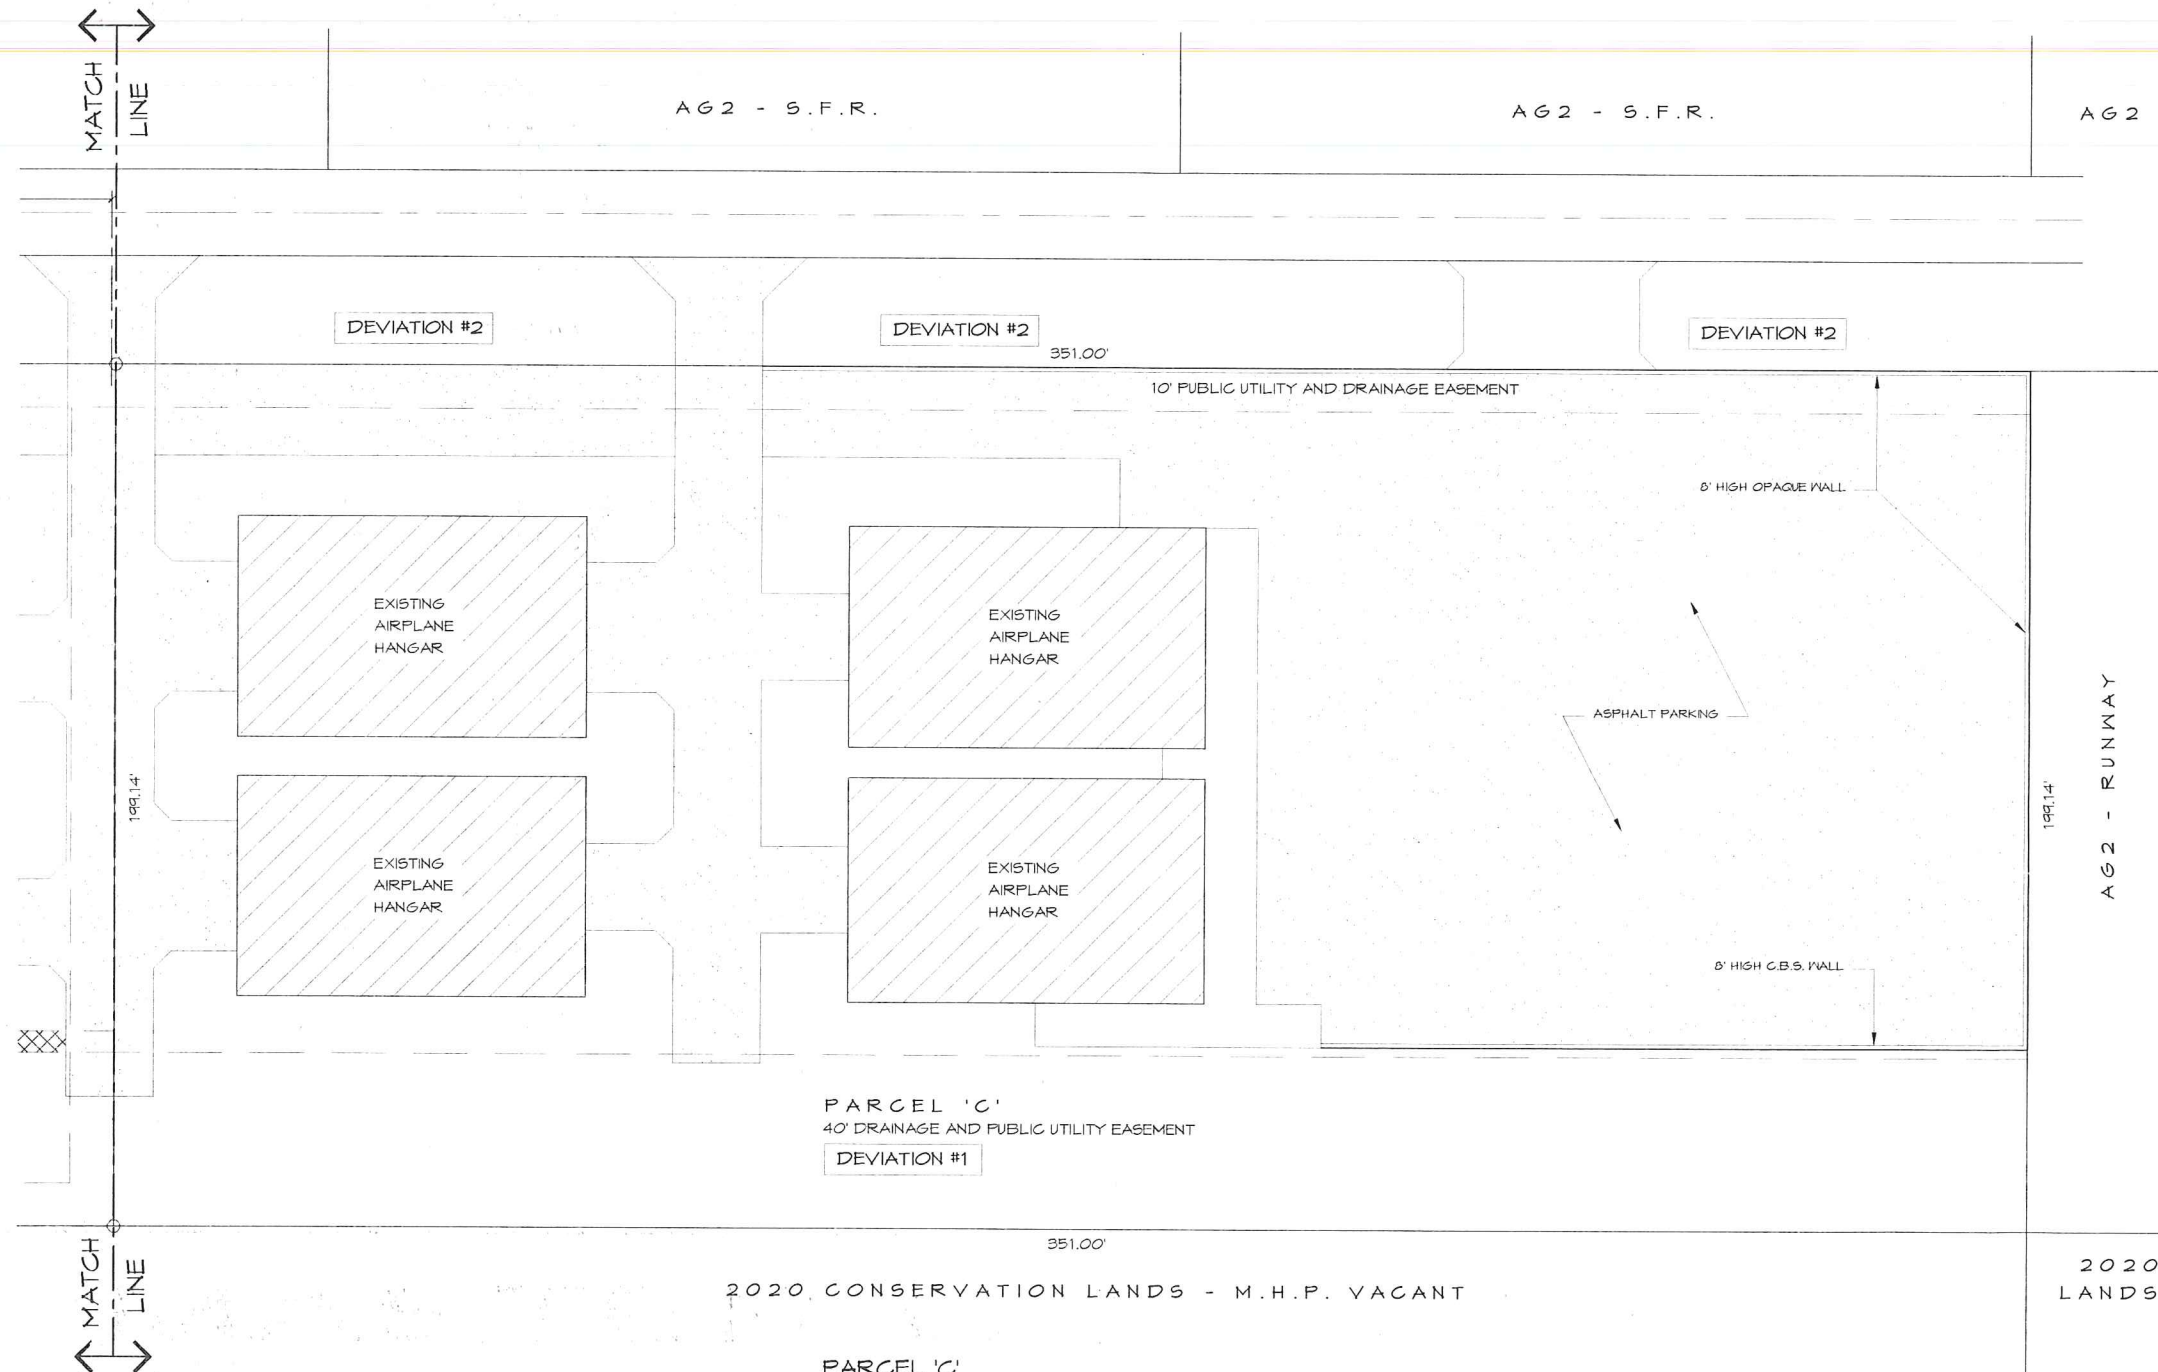 MATCH
LINE
AG2 - S.F.R.
AG2 - S.F.R.
AG2
DEVIATION #2
DEVIATION #2
DEVIATION #2
351.00'
10' PUBLIC UTILITY AND DRAINAGE EASEMENT
8' HIGH OPAQUE WALL
EXISTING
AIRPLANE
HANGAR
EXISTING
AIRPLANE
HANGAR
ASPHALT PARKING
199.14'
199.14'
AG2 - RUNWAY
EXISTING
AIRPLANE
HANGAR
EXISTING
AIRPLANE
HANGAR
8' HIGH C.B.S. WALL
PARCEL 'C'
40' DRAINAGE AND PUBLIC UTILITY EASEMENT
DEVIATION #1
351.00'
MATCH
LINE
2020 CONSERVATION LANDS - M.H.P. VACANT
2020
LANDS
PARCEL 'C'